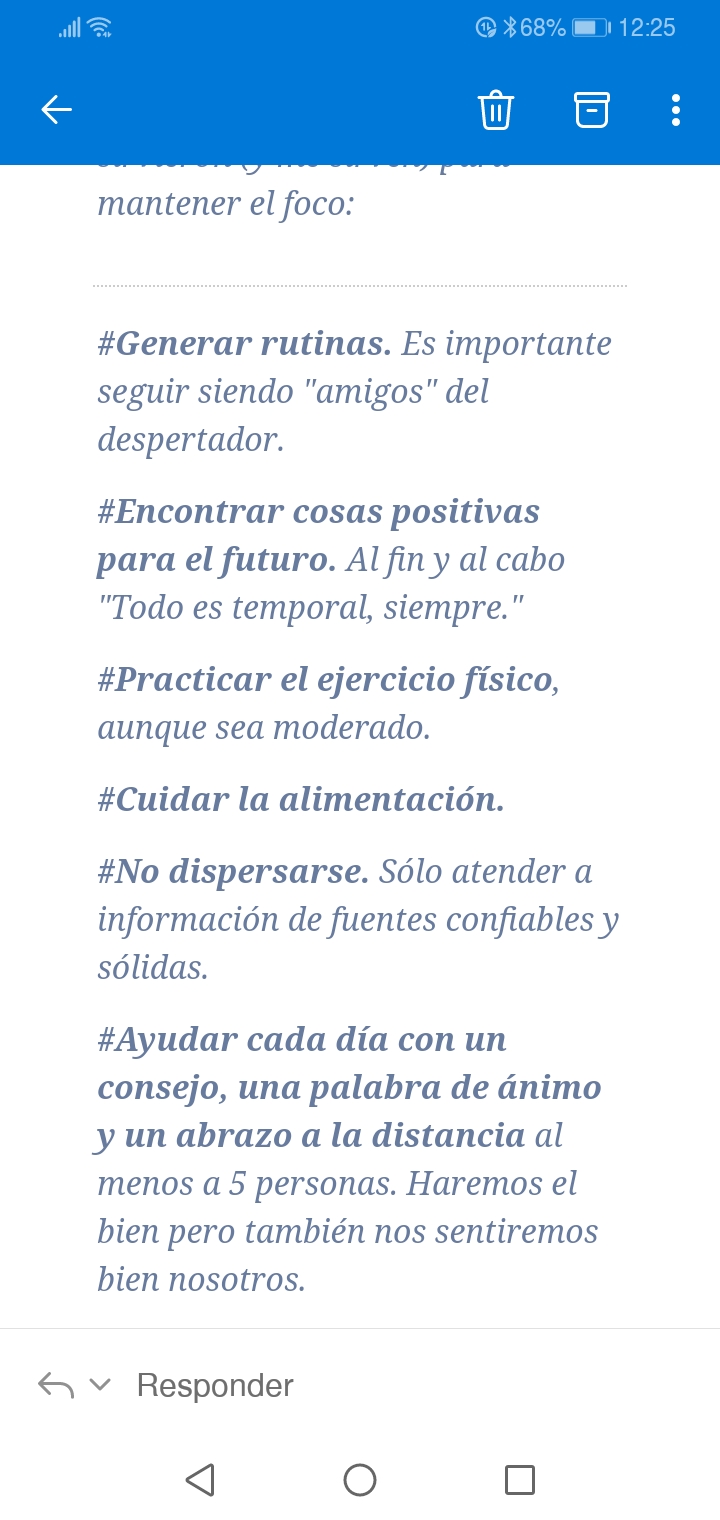 68% 12:25
mantener el foco:
#Generar rutinas. Es importante
seguir siendo "amigos" del
despertador.
#Encontrar cosas positivas
para el futuro. Al fin y al cabo
"Todo es temporal, siempre."
#Practicar el ejercicio físico,
aunque sea moderado.
#Cuidar la alimentación.
#No dispersarse. Sólo atender a
información de fuentes confiables y
sólidas.
#Ayudar cada día con un
consejo, una palabra de ánimo
y un abrazo a la distancia al
menos a 5 personas. Haremos el
bien pero también nos sentiremos
bien nosotros.
Responder